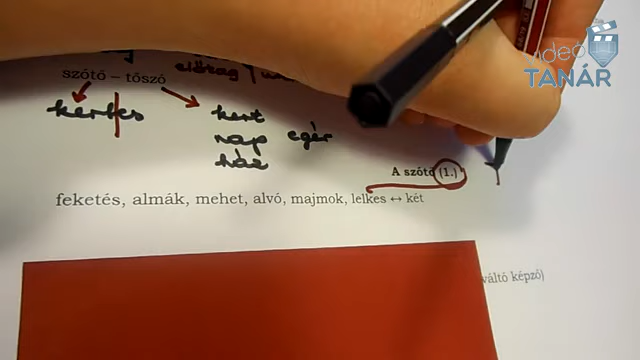 videó
TANÁR
előtag
szótő – tőszó
kertes
kert
nap egér
ház
A szótő (1.)
feketés, almák, mehet, alvó, majmok, lelkes ↔ két
váltó képző)